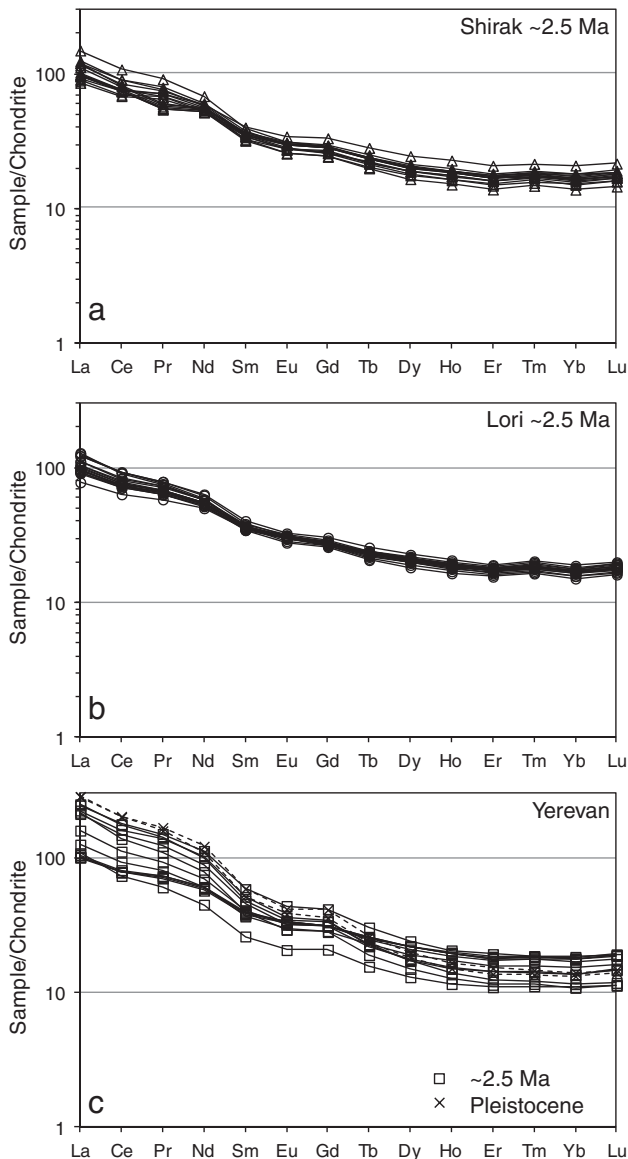 Shirak ~2.5 Ma
Sample/Chondrite
100
10
1
a
La Ce Pr Nd Sm Eu Gd Tb Dy Ho Er Tm Yb Lu
Lori ~2.5 Ma
Sample/Chondrite
100
10
1
b
La Ce Pr Nd Sm Eu Gd Tb Dy Ho Er Tm Yb Lu
Yerevan
Sample/Chondrite
100
10
1
~2.5 Ma
Pleistocene
c
La Ce Pr Nd Sm Eu Gd Tb Dy Ho Er Tm Yb Lu